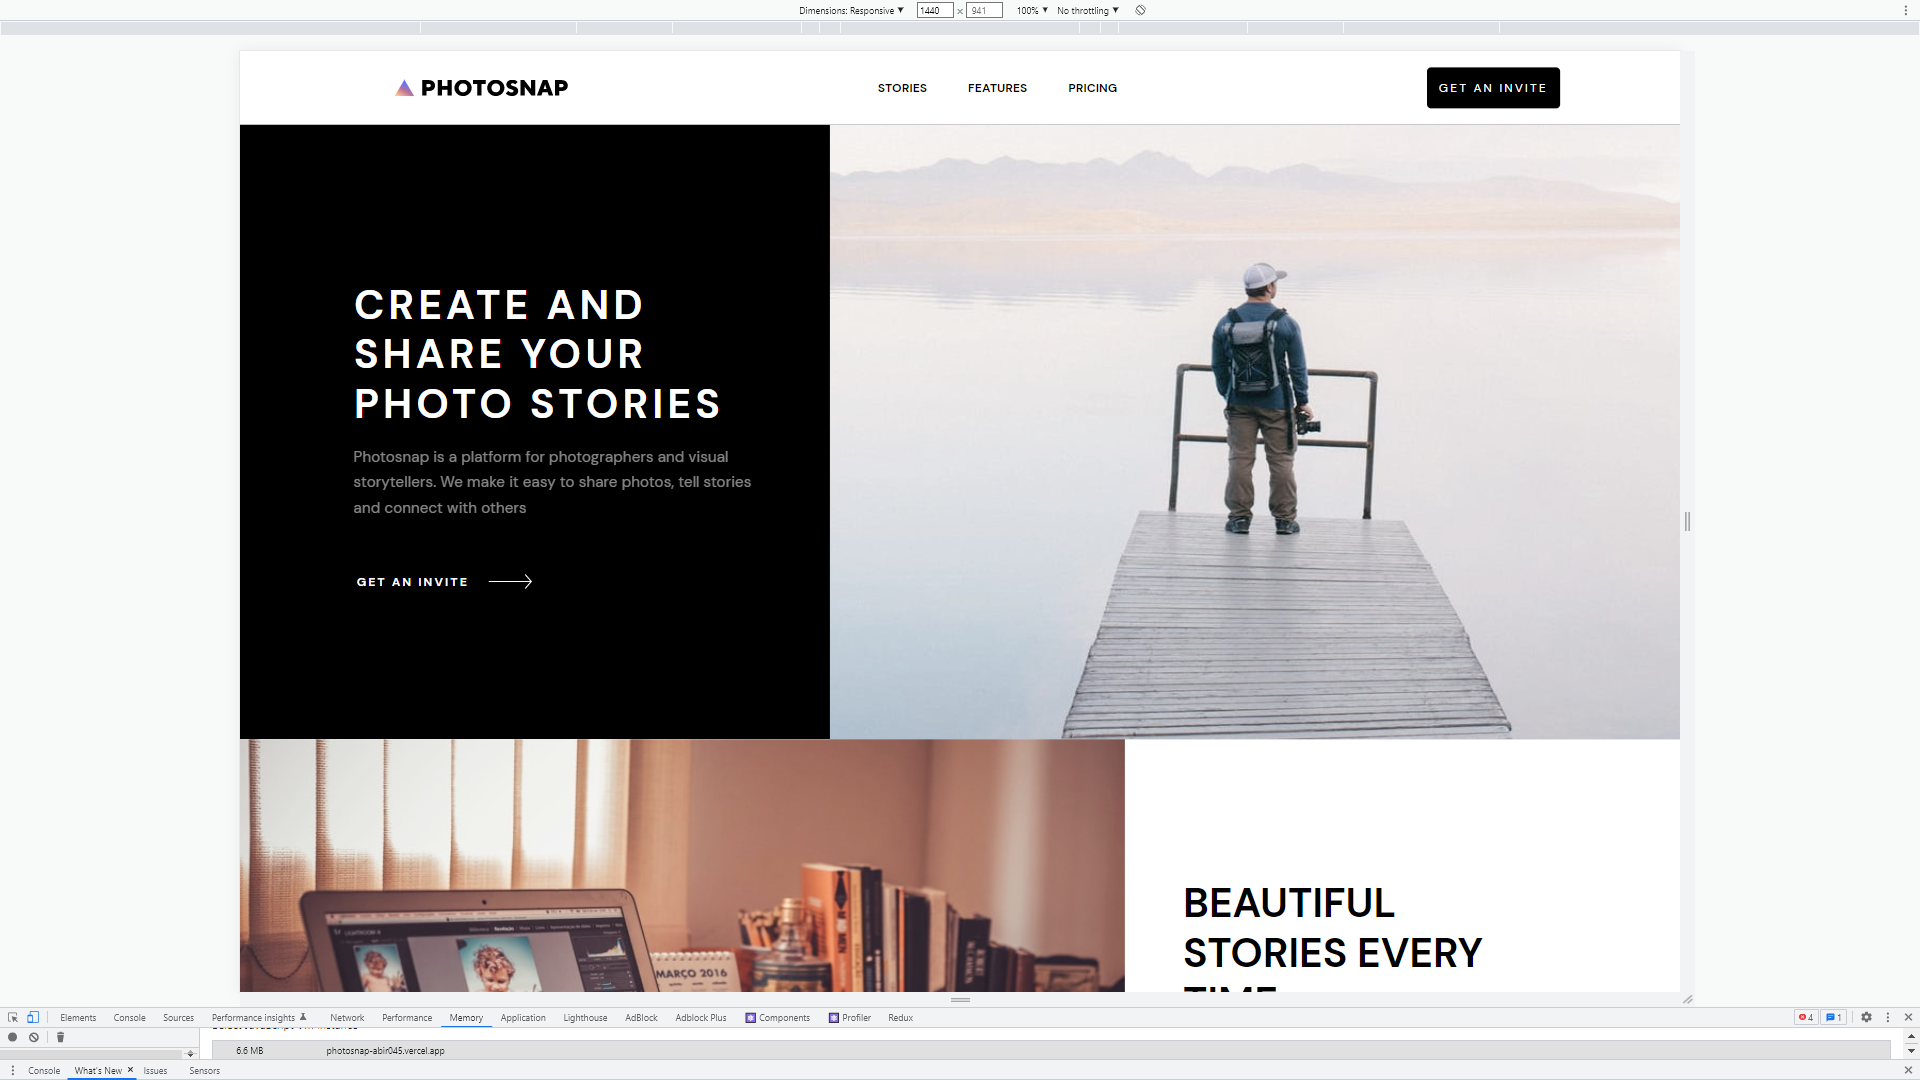 Dimensions: Responsive ▼ 1440 × 941 100% ▼ No throttling ▼
PHOTOSNAP
STORIES FEATURES PRICING
GET AN INVITE
CREATE AND
SHARE YOUR
PHOTO STORIES
Photosnap is a platform for photographers and visual
storytellers. We make it easy to share photos, tell stories
and connect with others
GET AN INVITE
MARÇO 2016
BEAUTIFUL
STORIES EVERY
TIME
Elements Console Sources Performance insights Network Performance Memory Application Lighthouse AdBlock Adblock Plus Components Profiler Redux 4 1
6.6 MB photosnap-abir045.vercel.app
Console What's New × Issues Sensors